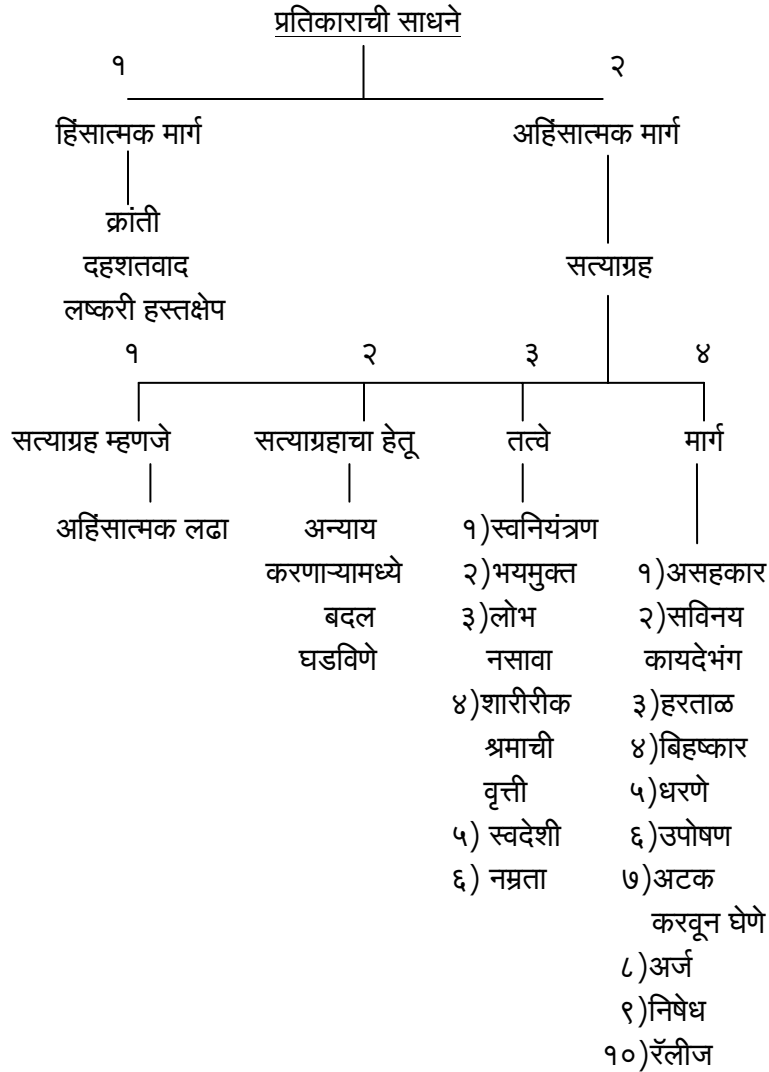 प्रतिकाराची साधने
१ २
हिंसात्मक मार्ग अहिंसात्मक मार्ग
क्रांती
दहशतवाद सत्याग्रह
लष्करी हस्तक्षेप
१ २ ३ ४
सत्याग्रह म्हणजे सत्याग्रहाचा हेतू तत्वे मार्ग
अहिंसात्मक लढा अन्याय १)स्वनियंत्रण
करणाऱ्यामध्ये २)भयमुक्त १)असहकार
बदल ३)लोभ २)सविनय
घडविणे नसावा कायदेभंग
४)शारीरीक ३)हरताळ
श्रमाची ४)बिहष्कार
वृत्ती ५)धरणे
५) स्वदेशी ६)उपोषण
६) नम्रता ७)अटक
करवून घेणे
८)अर्ज
९)निषेध
१०)रॅलीज